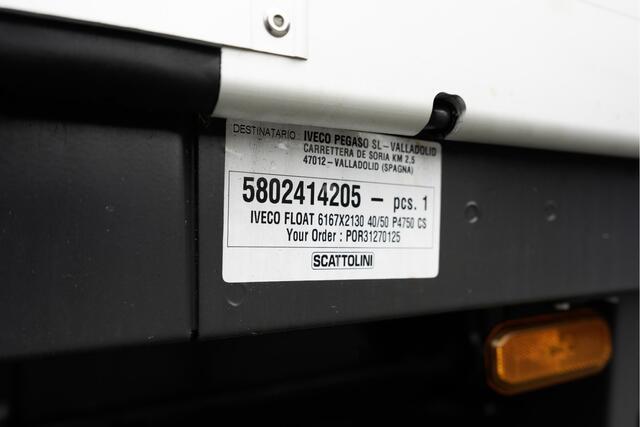 DESTINATARIO : IVECO PEGASO SL-VALLADOLID
CARRETTERA DE SORIA KM 2,5
47012-VALLADOLID (SPAGNA)
5802414205 - pcs. 1
IVECO FLOAT 6167X2130 40/50 P4750 CS
Your Order : POR31270125
SCATTOLINI